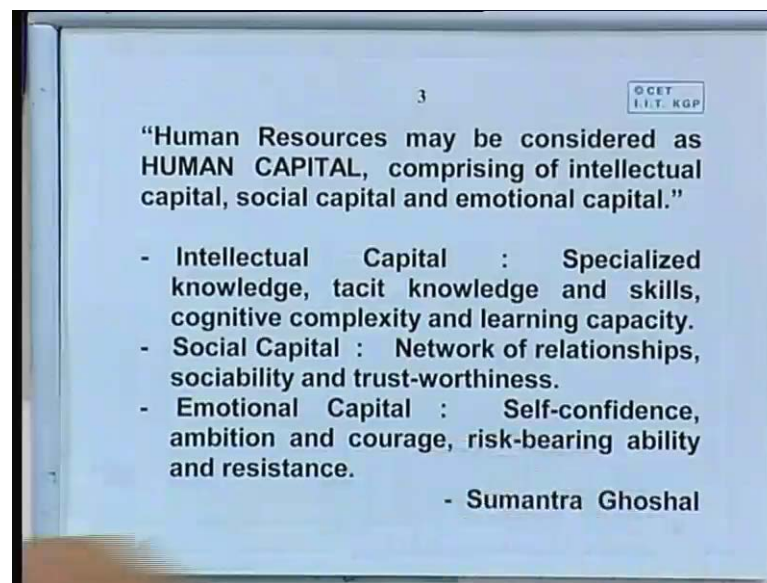 3
© CET
I.I.T. KGP
“Human Resources may be considered as
HUMAN CAPITAL, comprising of intellectual
capital, social capital and emotional capital.”
- Intellectual Capital : Specialized
knowledge, tacit knowledge and skills,
cognitive complexity and learning capacity.
- Social Capital : Network of relationships,
sociability and trust-worthiness.
- Emotional Capital : Self-confidence,
ambition and courage, risk-bearing ability
and resistance.
- Sumantra Ghoshal